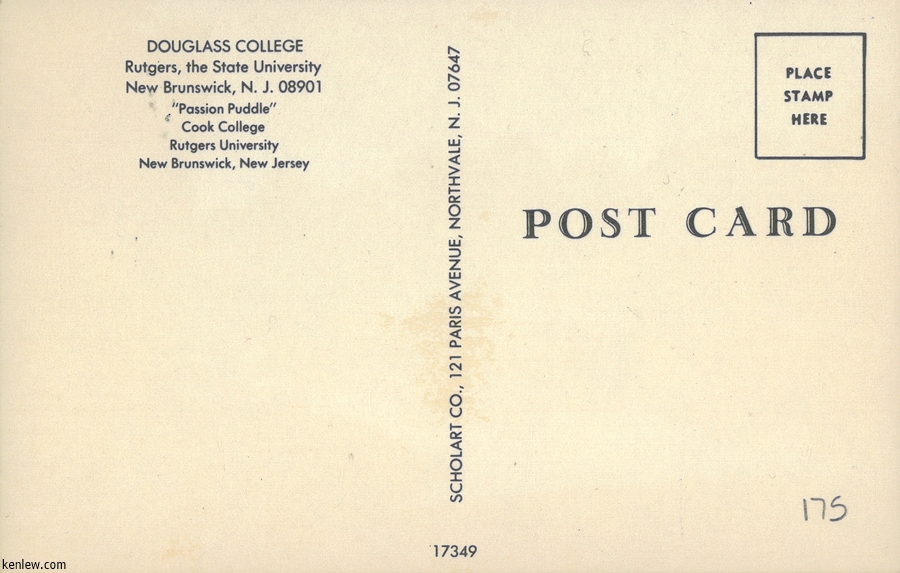 DOUGLASS COLLEGE
Rutgers, the State University
New Brunswick, N. J. 08901
"Passion Puddle"
Cook College
Rutgers University
New Brunswick, New Jersey
SCHOLART CO., 121 PARIS AVENUE, NORTHVALE, N. J. 07647
PLACE
STAMP
HERE
POST CARD
175
17349
kenlew.com